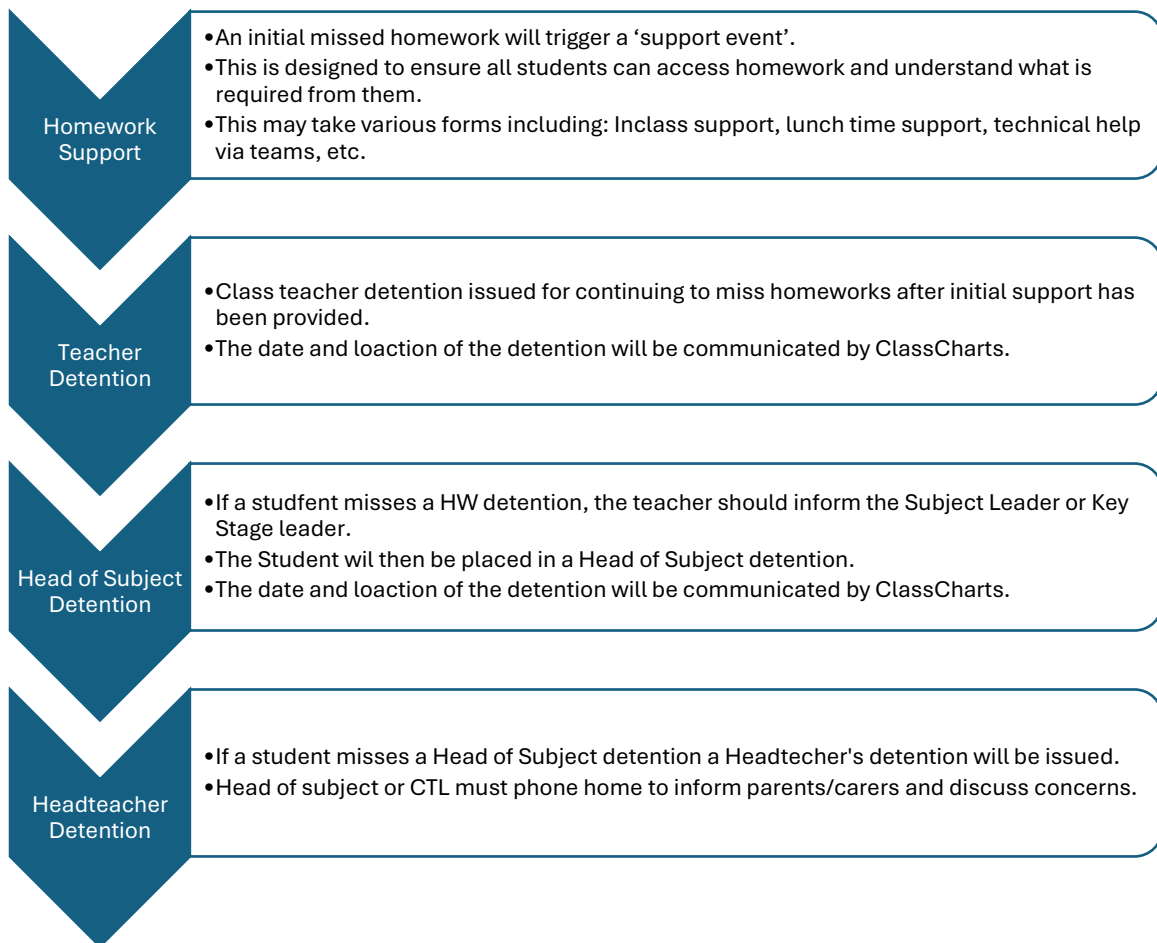 Homework
Support
•An initial missed homework will trigger a ‘support event’.
•This is designed to ensure all students can access homework and understand what is
required from them.
•This may take various forms including: Inclass support, lunch time support, technical help
via teams, etc.
Teacher
Detention
•Class teacher detention issued for continuing to miss homeworks after initial support has
been provided.
•The date and loaction of the detention will be communicated by ClassCharts.
Head of Subject
Detention
•If a studfent misses a HW detention, the teacher should inform the Subject Leader or Key
Stage leader.
•The Student wil then be placed in a Head of Subject detention.
•The date and loaction of the detention will be communicated by ClassCharts.
Headteacher
Detention
•If a student misses a Head of Subject detention a Headtecher's detention will be issued.
•Head of subject or CTL must phone home to inform parents/carers and discuss concerns.